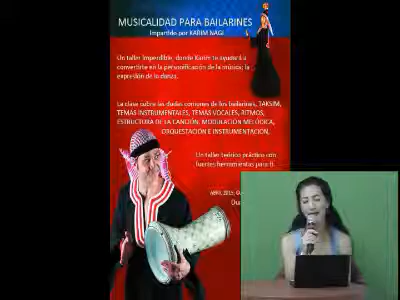 MUSICALIDAD PARA BAILARINES
Impartido por KARIM NAGI
Un taller imperdible, donde Karim te ayudará a
convertirte en la personificación de la música; la
expresión de la danza.
La clase cubre las dudas comunes de los bailarines, TAKSIM,
TEMAS INSTRUMENTALES, TEMAS VOCALES, RITMOS,
ESTRUCTURA DE LA CANCIÓN, MODULACIÓN MELÓDICA,
ORQUESTACIÓN E INSTRUMENTACIÓN,
Un taller teórico práctico con
fuertes herramientas para ti.
ABRIL 2015,